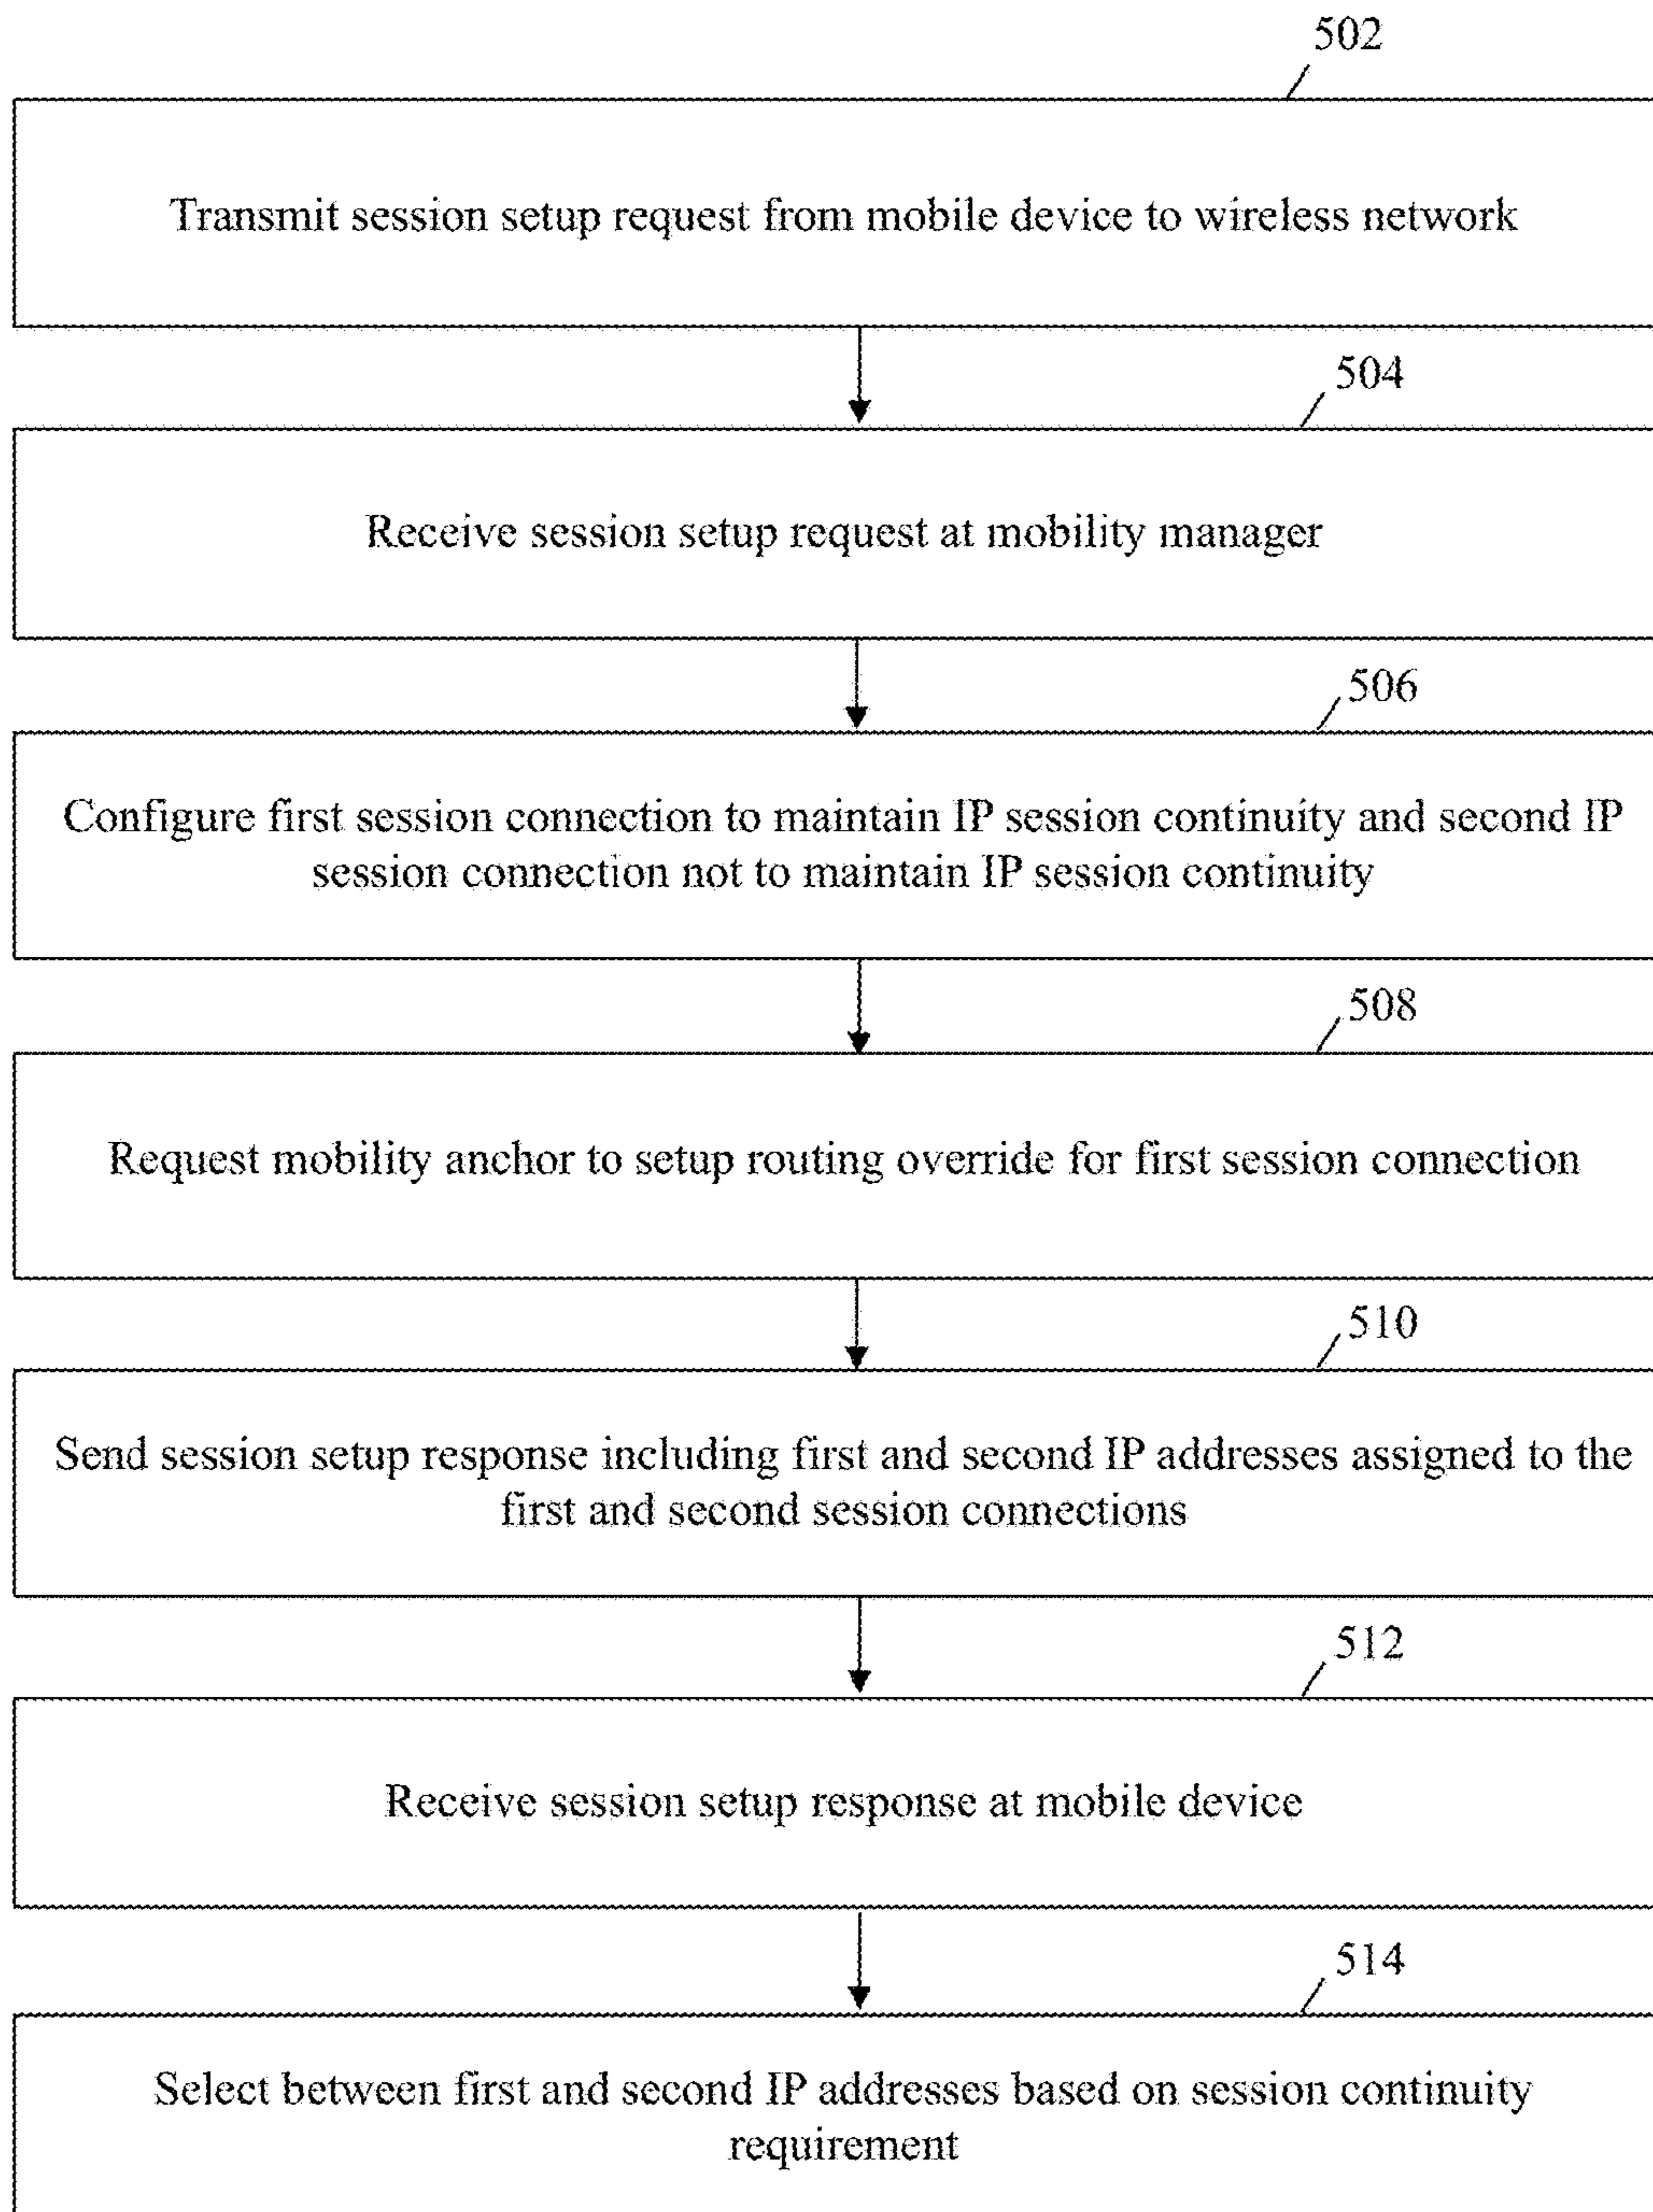 502
Transmit session setup request from mobile device to wireless network
504
Receive session setup request at mobility manager
506
Configure first session connection to maintain IP session continuity and second IP
session connection not to maintain IP session continuity
508
Request mobility anchor to setup routing override for first session connection
510
Send session setup response including first and second IP addresses assigned to the
first and second session connections
512
Receive session setup response at mobile device
514
Select between first and second IP addresses based on session continuity
requirement